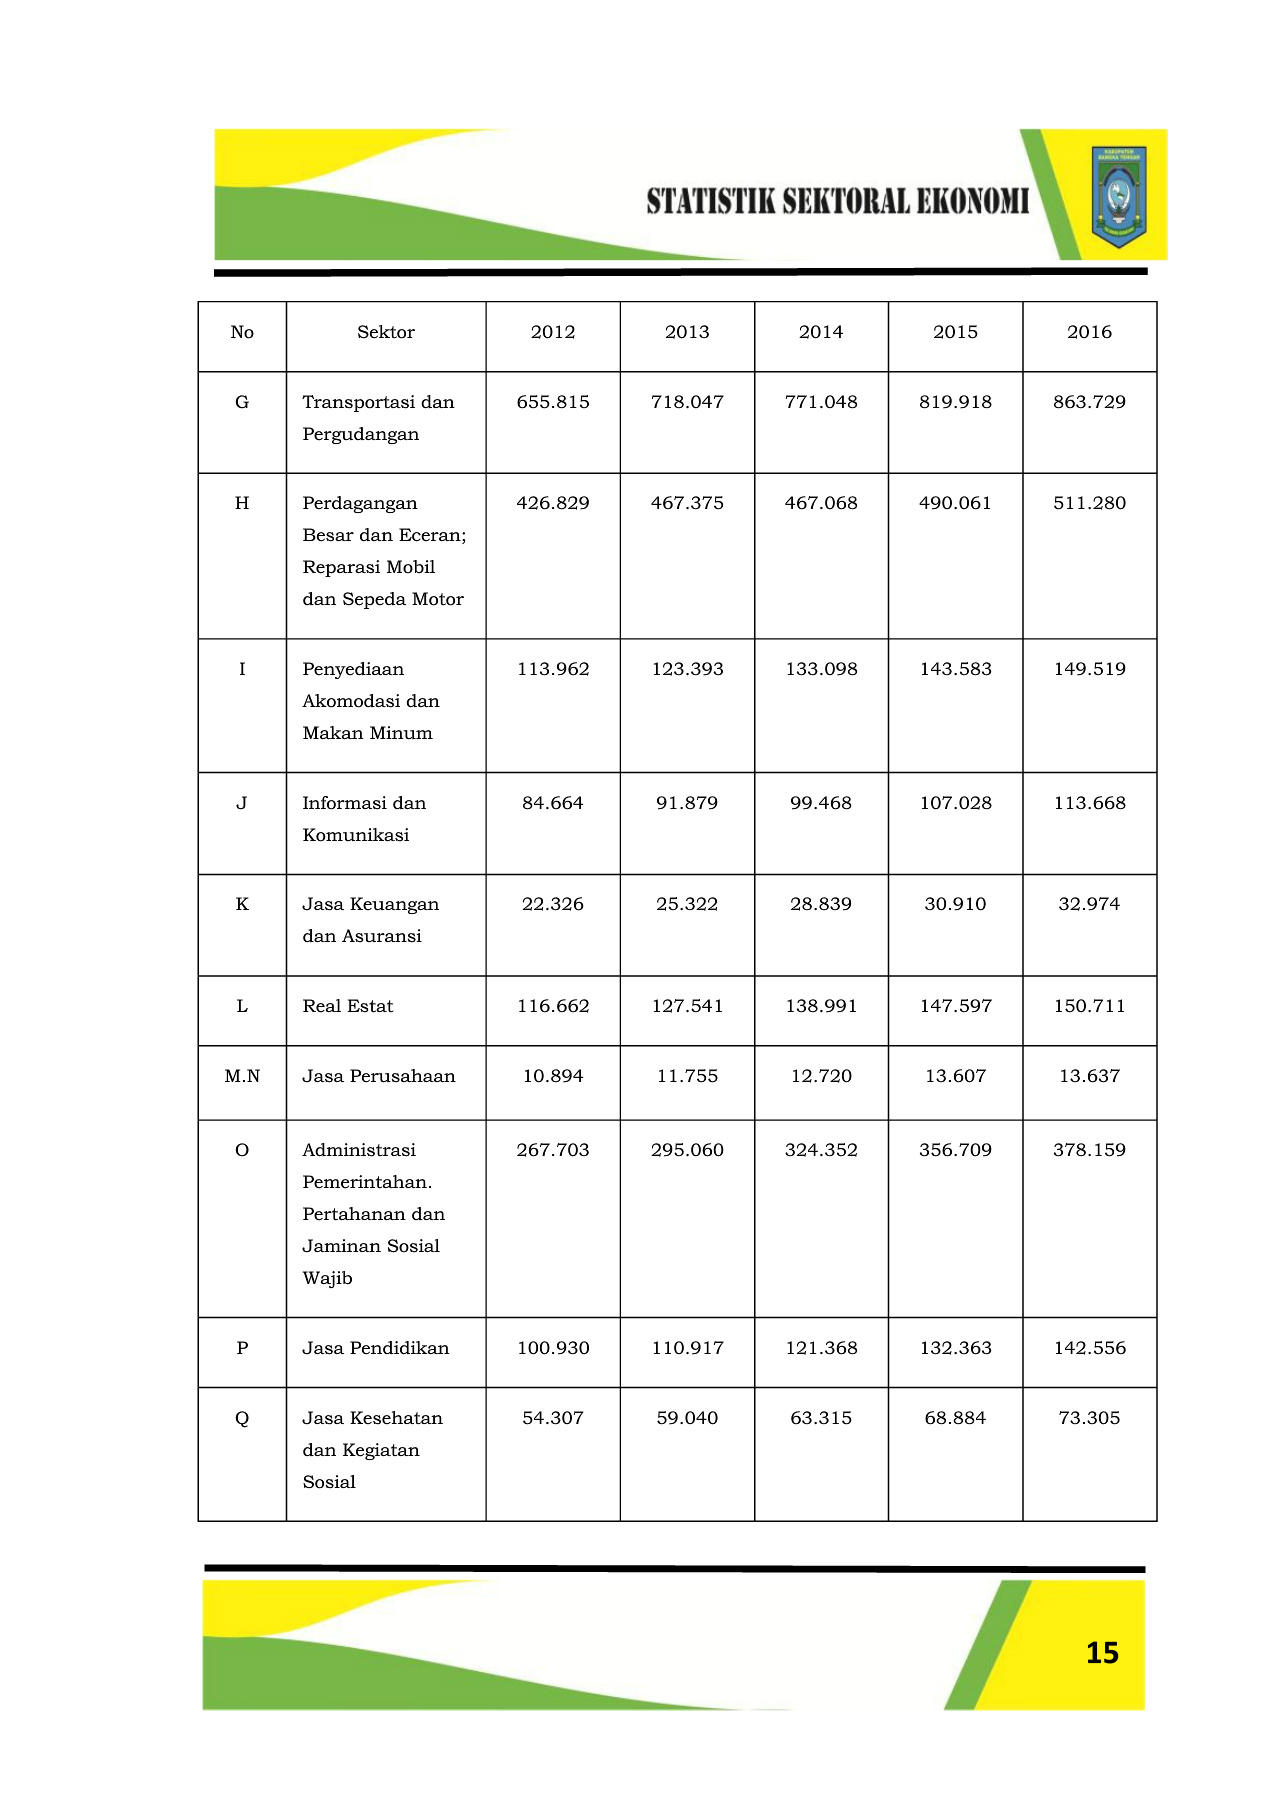 KABUPATEN
BANGKA TENGAH
STATISTIK SEKTORAL EKONOMI
No Sektor 2012 2013 2014 2015 2016
G Transportasi dan 655.815 718.047 771.048 819.918 863.729
Pergudangan
H Perdagangan 426.829 467.375 467.068 490.061 511.280
Besar dan Eceran;
Reparasi Mobil
dan Sepeda Motor
I Penyediaan 113.962 123.393 133.098 143.583 149.519
Akomodasi dan
Makan Minum
J Informasi dan 84.664 91.879 99.468 107.028 113.668
Komunikasi
K Jasa Keuangan 22.326 25.322 28.839 30.910 32.974
dan Asuransi
L Real Estat 116.662 127.541 138.991 147.597 150.711
M.N Jasa Perusahaan 10.894 11.755 12.720 13.607 13.637
O Administrasi 267.703 295.060 324.352 356.709 378.159
Pemerintahan.
Pertahanan dan
Jaminan Sosial
Wajib
P Jasa Pendidikan 100.930 110.917 121.368 132.363 142.556
Q Jasa Kesehatan 54.307 59.040 63.315 68.884 73.305
dan Kegiatan
Sosial
15